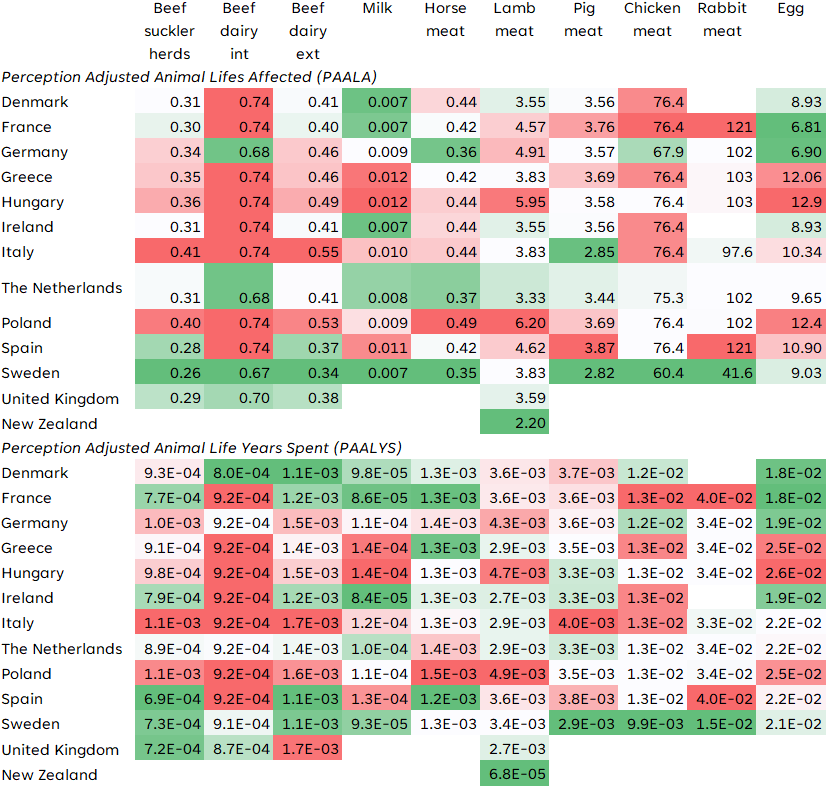 Beef Beef Beef Milk Horse Lamb Pig Chicken Rabbit Egg
suckler dairy dairy meat meat meat meat meat
herds int ext
Perception Adjusted Animal Lifes Affected (PAALA)
Denmark 0.31 0.74 0.41 0.007 0.44 3.55 3.56 76.4 8.93
France 0.30 0.74 0.40 0.007 0.42 4.57 3.76 76.4 121 6.81
Germany 0.34 0.68 0.46 0.009 0.36 4.91 3.57 67.9 102 6.90
Greece 0.35 0.74 0.46 0.012 0.42 3.83 3.69 76.4 103 12.06
Hungary 0.36 0.74 0.49 0.012 0.44 5.95 3.58 76.4 103 12.9
Ireland 0.31 0.74 0.41 0.007 0.44 3.55 3.56 76.4 8.93
Italy 0.41 0.74 0.55 0.010 0.44 3.83 2.85 76.4 97.6 10.34
The Netherlands 0.31 0.68 0.41 0.008 0.37 3.33 3.44 75.3 102 9.65
Poland 0.40 0.74 0.53 0.009 0.49 6.20 3.69 76.4 102 12.4
Spain 0.28 0.74 0.37 0.011 0.42 4.62 3.87 76.4 121 10.90
Sweden 0.26 0.67 0.34 0.007 0.35 3.83 2.82 60.4 41.6 9.03
United Kingdom 0.29 0.70 0.38 3.59
New Zealand 2.20
Perception Adjusted Animal Life Years Spent (PAALYS)
Denmark 9.3E-04 8.0E-04 1.1E-03 9.8E-05 1.3E-03 3.6E-03 3.7E-03 1.2E-02 1.8E-02
France 7.7E-04 9.2E-04 1.2E-03 8.6E-05 1.3E-03 3.6E-03 3.6E-03 1.3E-02 4.0E-02 1.8E-02
Germany 1.0E-03 9.2E-04 1.5E-03 1.1E-04 1.4E-03 4.3E-03 3.6E-03 1.2E-02 3.4E-02 1.9E-02
Greece 9.1E-04 9.2E-04 1.4E-03 1.4E-04 1.3E-03 2.9E-03 3.5E-03 1.3E-02 3.4E-02 2.5E-02
Hungary 9.8E-04 9.2E-04 1.5E-03 1.4E-04 1.3E-03 4.7E-03 3.3E-03 1.3E-02 3.4E-02 2.6E-02
Ireland 7.9E-04 9.2E-04 1.2E-03 8.4E-05 1.3E-03 2.7E-03 3.3E-03 1.3E-02 1.9E-02
Italy 1.1E-03 9.2E-04 1.7E-03 1.2E-04 1.3E-03 2.9E-03 4.0E-03 1.3E-02 3.3E-02 2.2E-02
The Netherlands 8.9E-04 9.2E-04 1.4E-03 1.0E-04 1.4E-03 2.9E-03 3.3E-03 1.3E-02 3.4E-02 2.2E-02
Poland 1.1E-03 9.2E-04 1.6E-03 1.1E-04 1.5E-03 4.9E-03 3.5E-03 1.3E-02 3.4E-02 2.5E-02
Spain 6.9E-04 9.2E-04 1.1E-03 1.3E-04 1.2E-03 3.6E-03 3.8E-03 1.3E-02 4.0E-02 2.2E-02
Sweden 7.3E-04 9.1E-04 1.1E-03 9.3E-05 1.3E-03 3.4E-03 2.9E-03 9.9E-03 1.5E-02 2.1E-02
United Kingdom 7.2E-04 8.7E-04 1.7E-03 2.7E-03
New Zealand 6.8E-05